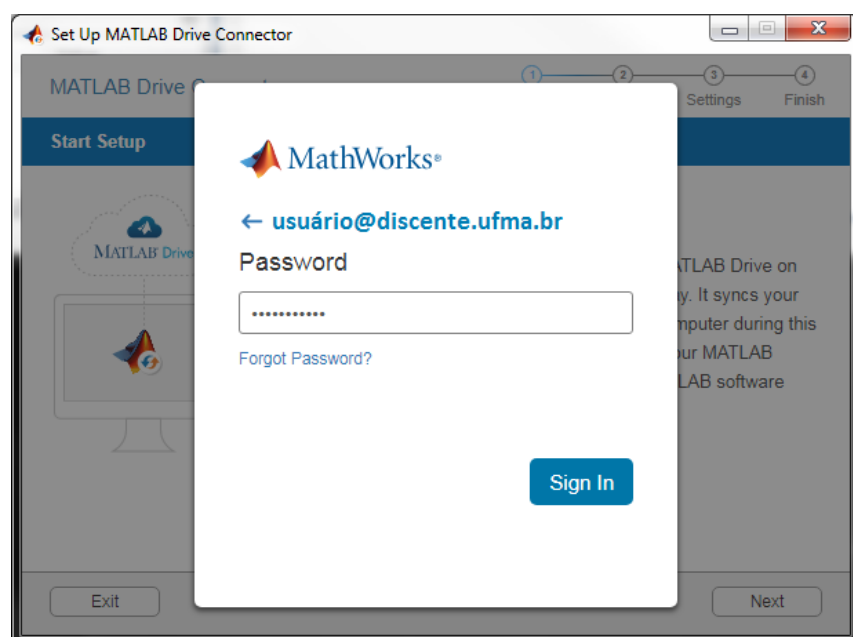 Set Up MATLAB Drive Connector
MATLAB Drive
1
2
3
4
Settings
Finish
Start Setup
MathWorks®
← usuário@discente.ufma.br
MATLAB Drive
Password
•••••••••••
Forgot Password?
ATLAB Drive on
y. It syncs your
mputer during this
ur MATLAB
LAB software
Sign In
Exit
Next